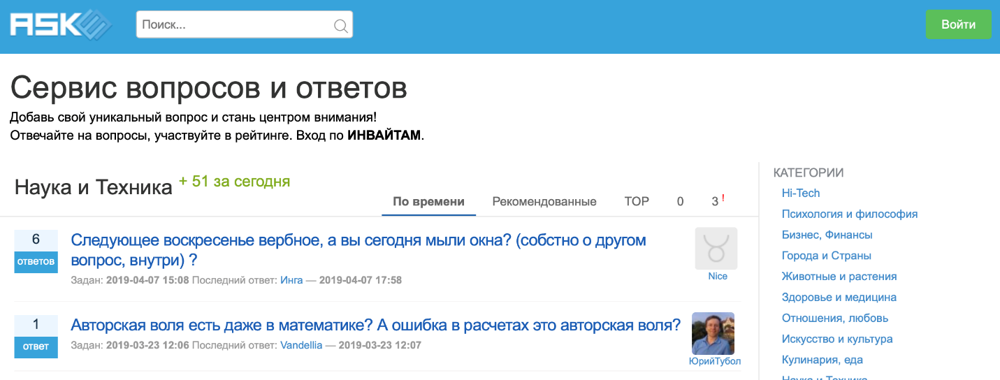 ASK
Поиск...
Войти
Сервис вопросов и ответов
Добавь свой уникальный вопрос и стань центром внимания!
Отвечайте на вопросы, участвуйте в рейтинге. Вход по ИНВАЙТАМ.
Наука и Техника + 51 за сегодня
По времени Рекомендованные TOP 0 3 !
6
ответов
Следующее воскресенье вербное, а вы сегодня мыли окна? (собстно о другом
вопрос, внутри) ?
Задан: 2019-04-07 15:08 Последний ответ: Инга — 2019-04-07 17:58
Nice
1
ответ
Авторская воля есть даже в математике? А ошибка в расчетах это авторская воля?
Задан: 2019-03-23 12:06 Последний ответ: Vandellia — 2019-03-23 12:07
ЮрийТубол
КАТЕГОРИИ
Hi-Tech
Психология и философия
Бизнес, Финансы
Города и Страны
Животные и растения
Здоровье и медицина
Отношения, любовь
Искусство и культура
Кулинария, еда
Наука и Техника